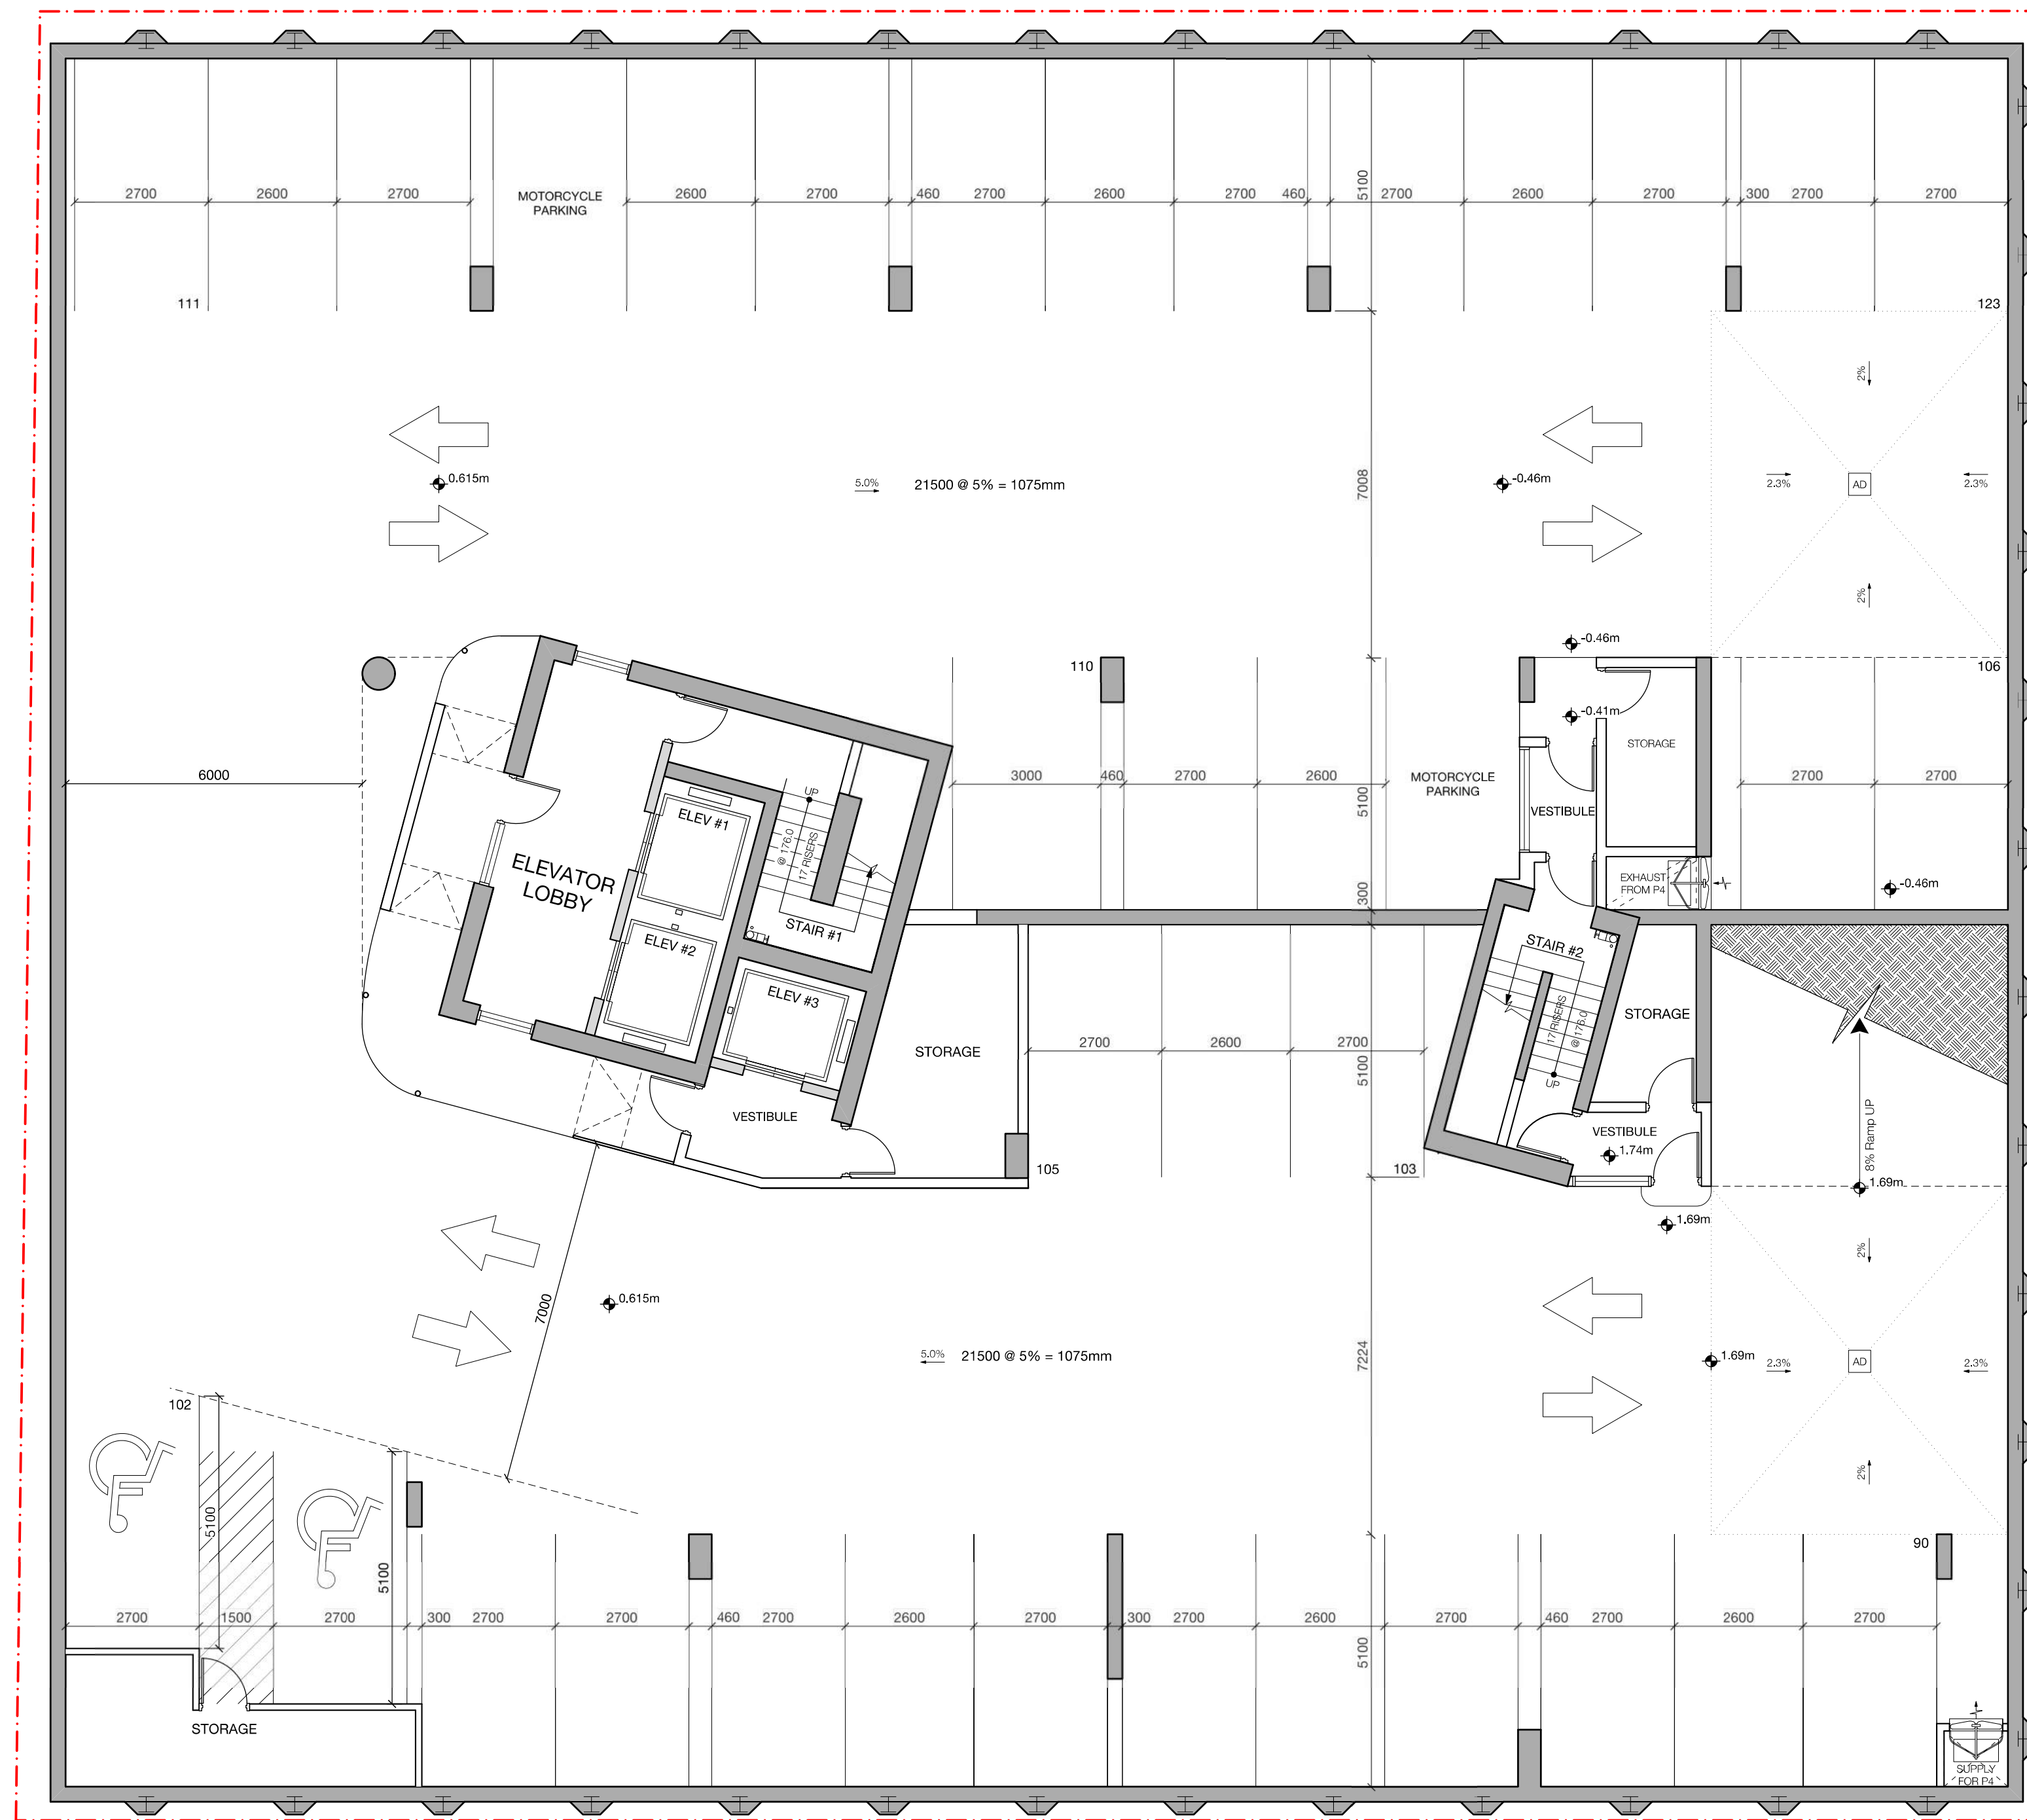 2700 2600 2700
MOTORCYCLE
PARKING
2600 2700 460 2700 2600 2700 460 2700 2600 2700 300 2700 2700
5100
111
123
2%
0.615m
5.0%
21500 @ 5% = 1075mm
7008
-0.46m
2.3%
AD
2.3%
2%
-0.46m
110
106
-0.41m
STORAGE
6000
3000 460 2700 2600
MOTORCYCLE
PARKING
2700 2700
5100
VESTIBULE
UP
ELEV #1
@ 176.0
17 RISERS
ELEVATOR
LOBBY
EXHAUST
FROM P4
-0.46m
300
STAIR #1
ELEV #2
STAIR #2
ELEV #3
17 RISERS
@ 176.0
UP
STORAGE
STORAGE
2700 2600 2700
5100
VESTIBULE
VESTIBULE
1.74m
8% Ramp UP
105
103
1.69m
1.69m
2%
0.615m
7000
5.0%
21500 @ 5% = 1075mm
7224
1.69m
2.3%
AD
2.3%
2%
102
5100
5100
90
2700 1500 2700 300 2700 2700 460 2700 2600 2700 300 2700 2600 2700 460 2700 2600 2700
5100
STORAGE
SUPPLY
FOR P4